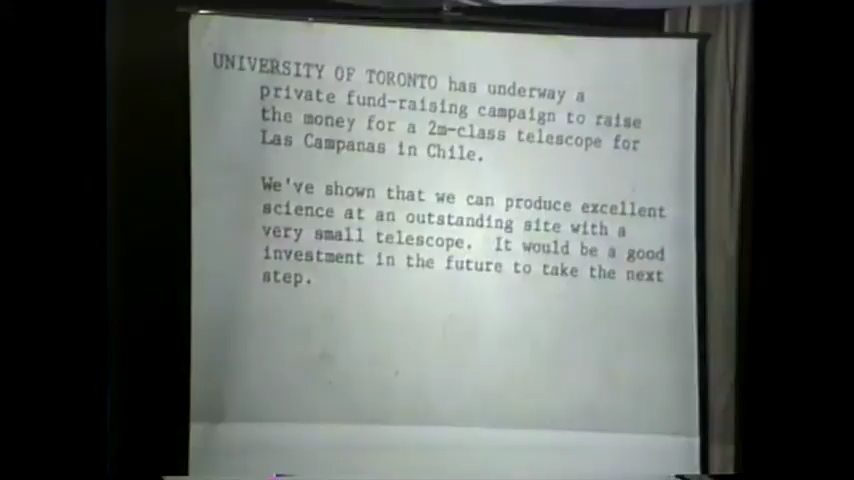 UNIVERSITY OF TORONTO has underway a
private fund-raising campaign to raise
the money for a 2m-class telescope for
Las Campanas in Chile.
We've shown that we can produce excellent
science at an outstanding site with a
very small telescope. It would be a good
investment in the future to take the next
step.